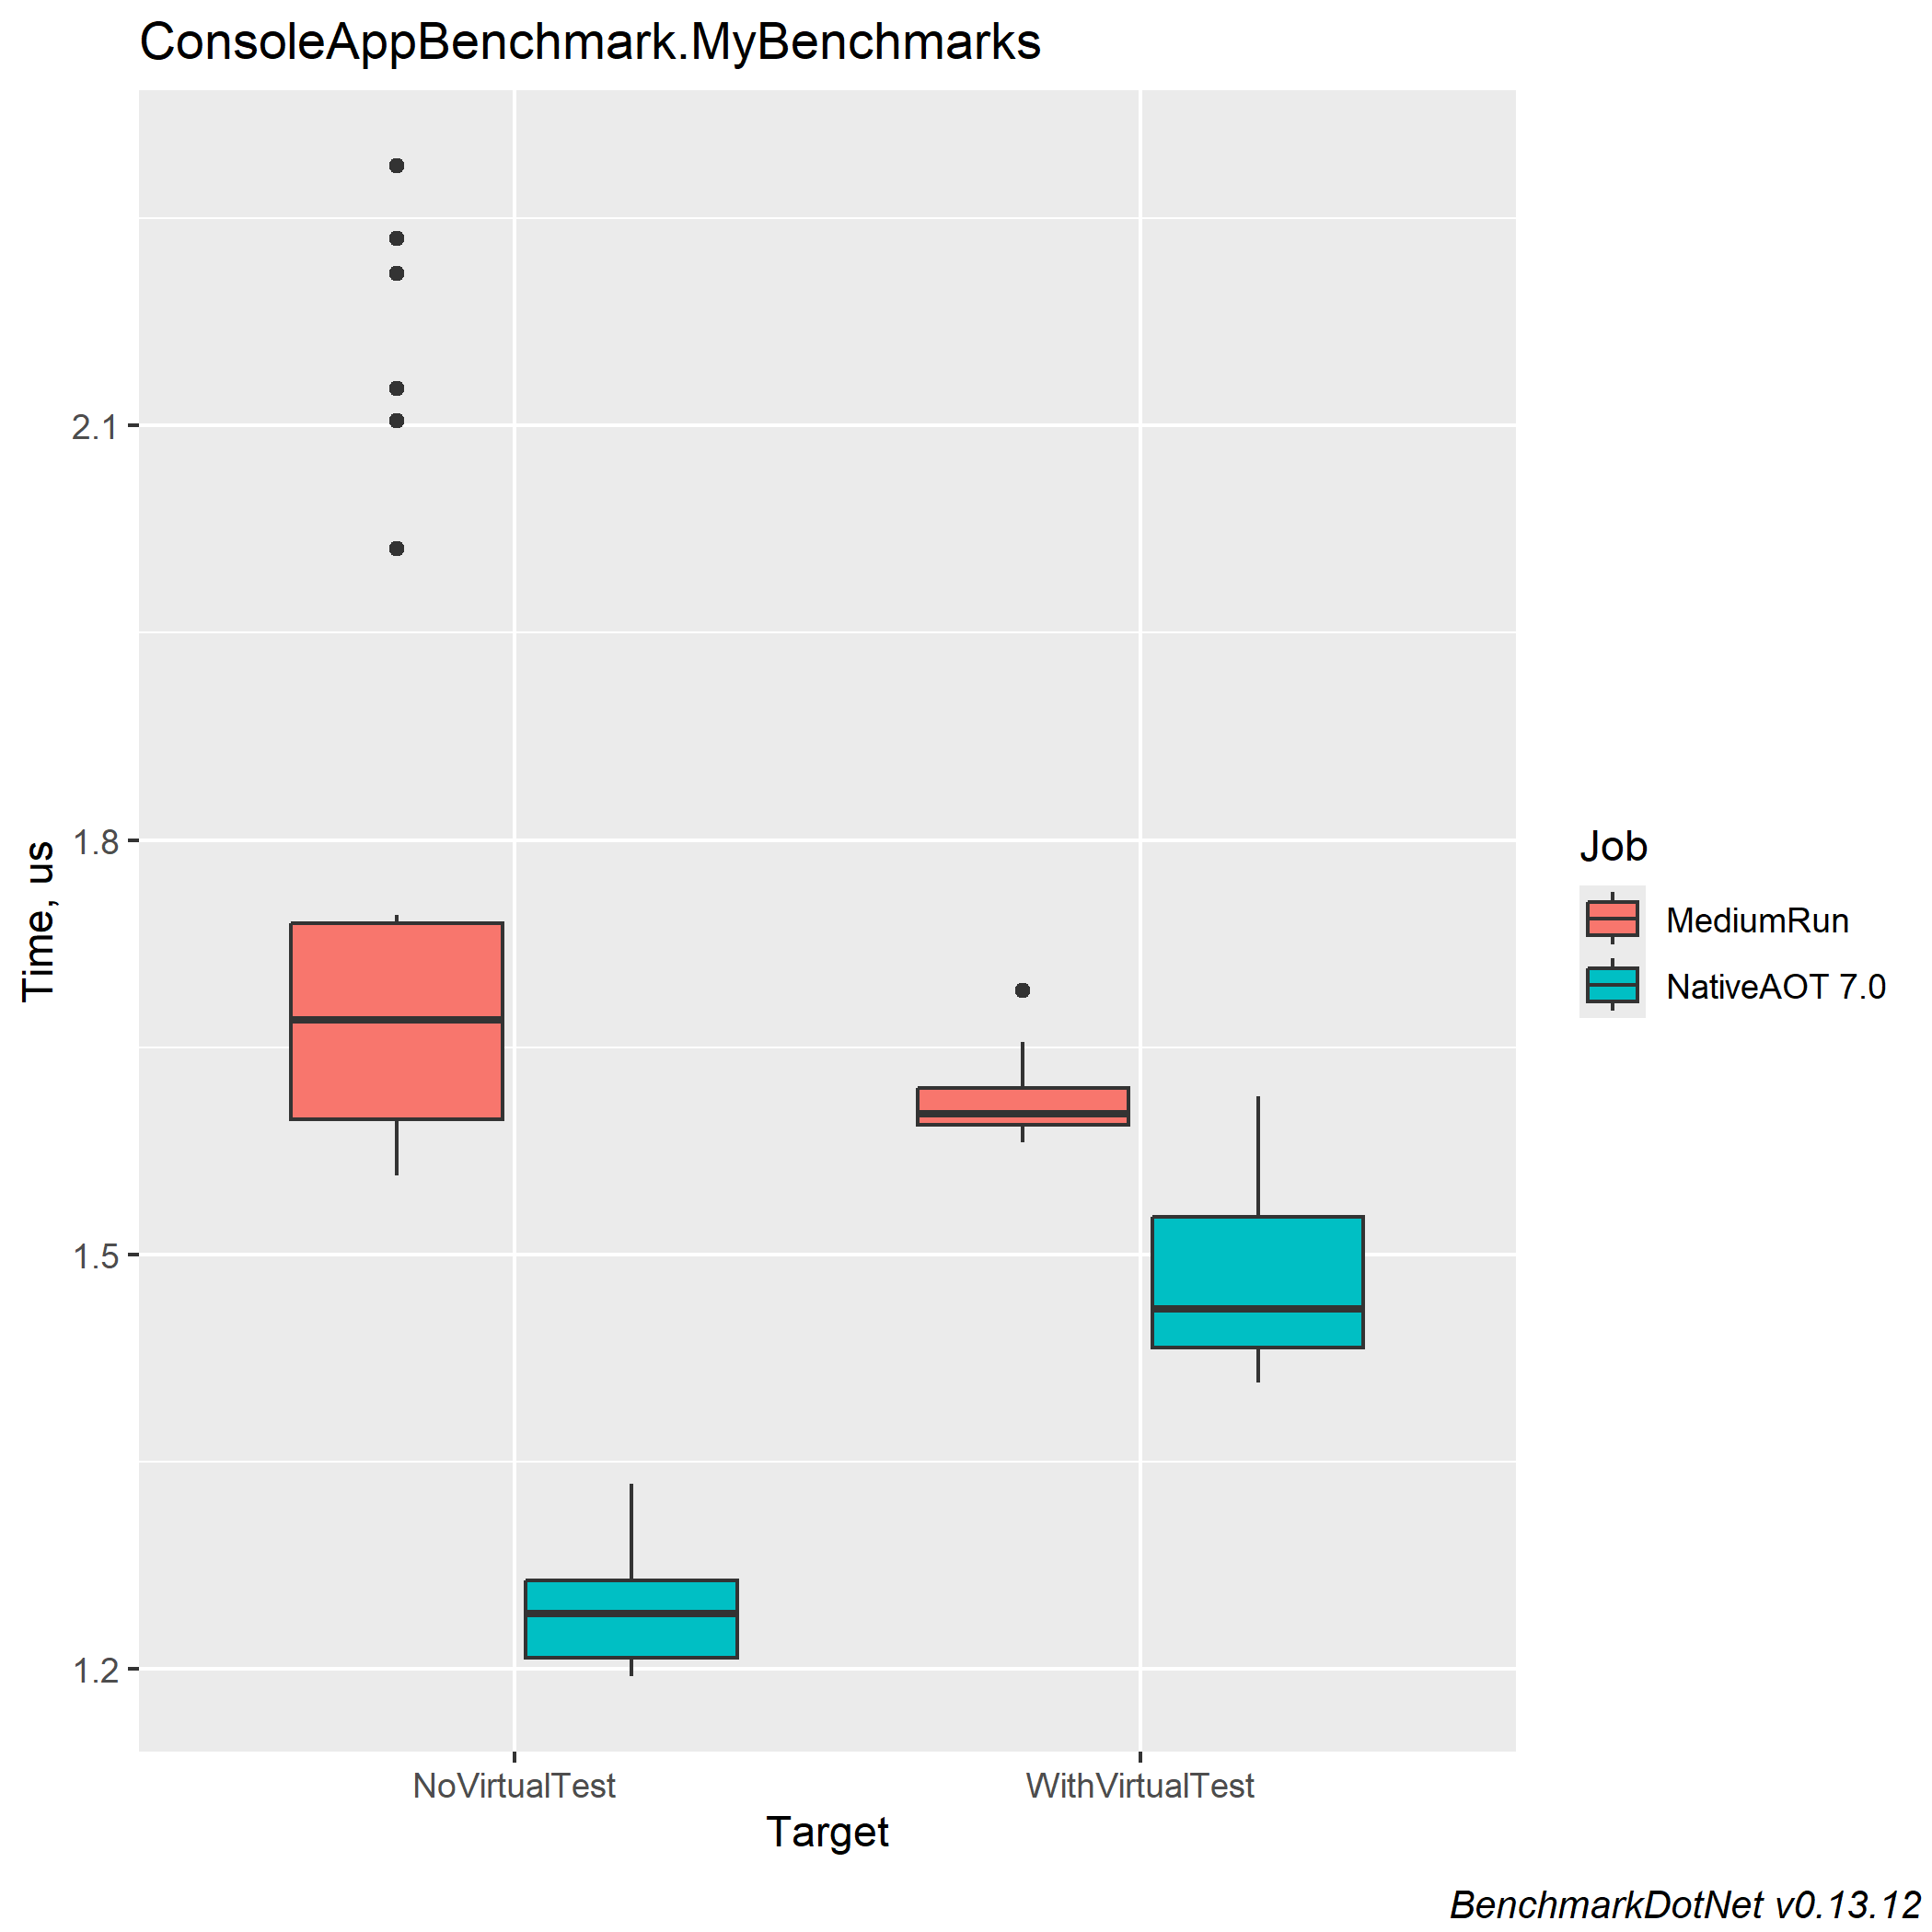 ConsoleAppBenchmark.MyBenchmarks
2.1
1.8
1.5
1.2
Time, us
NoVirtualTest
WithVirtualTest
Target
Job
MediumRun
NativeAOT 7.0
BenchmarkDotNet v0.13.12